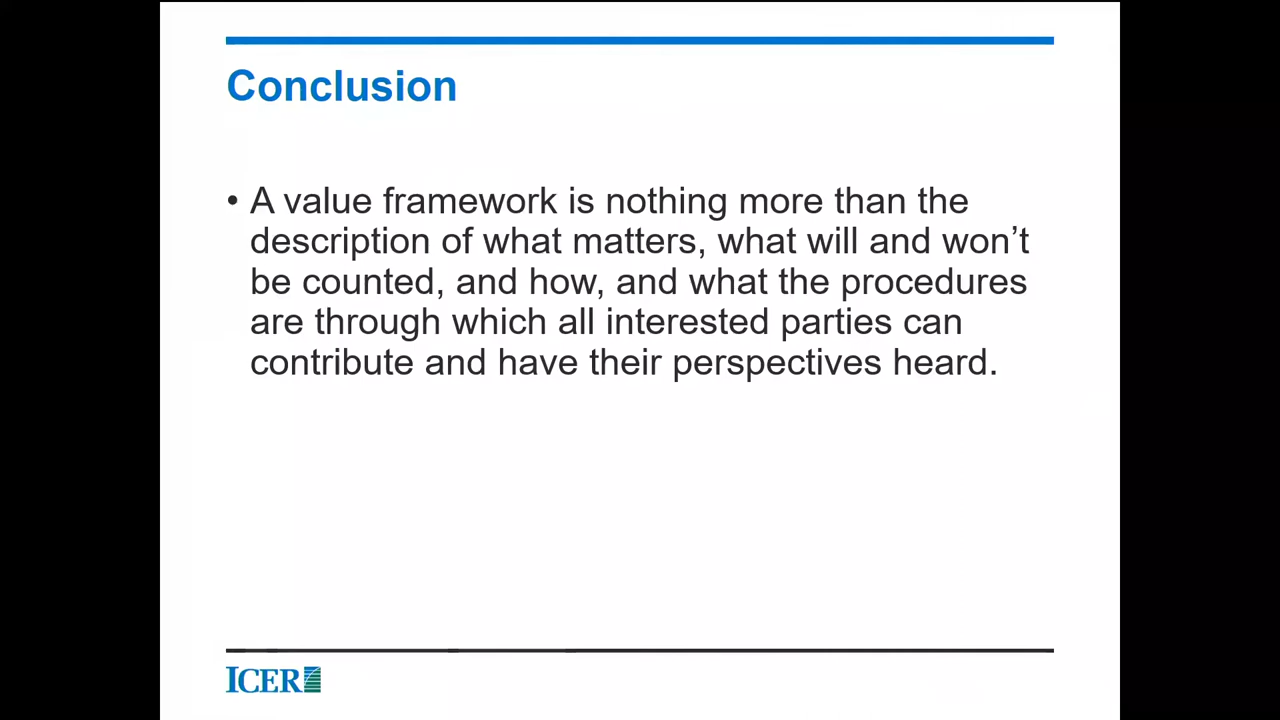 Conclusion
• A value framework is nothing more than the
description of what matters, what will and won’t
be counted, and how, and what the procedures
are through which all interested parties can
contribute and have their perspectives heard.
ICER